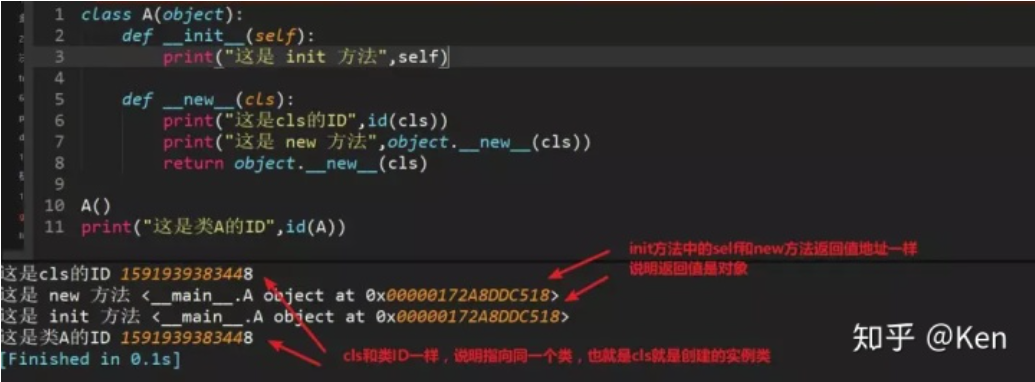 1 class A(object):
2 def __init__(self):
3 print("这是 init 方法",self)
4
5 def __new__(cls):
6 print("这是cls的ID",id(cls))
7 print("这是 new 方法",object.__new__(cls))
8 return object.__new__(cls)
9
10 A()
11 print("这是类A的ID",id(A))
init方法中的self和new方法返回值地址一样
说明返回值是对象
这是cls的ID 1591939383448
这是 new 方法 <__main__.A object at 0x00000172A8DDC518>
这是 init 方法 <__main__.A object at 0x00000172A8DDC518>
这是类A的ID 1591939383448
cls和类ID一样，说明指向同一个类，也就是cls就是创建的实例类
[Finished in 0.1s]
知乎 @Ken